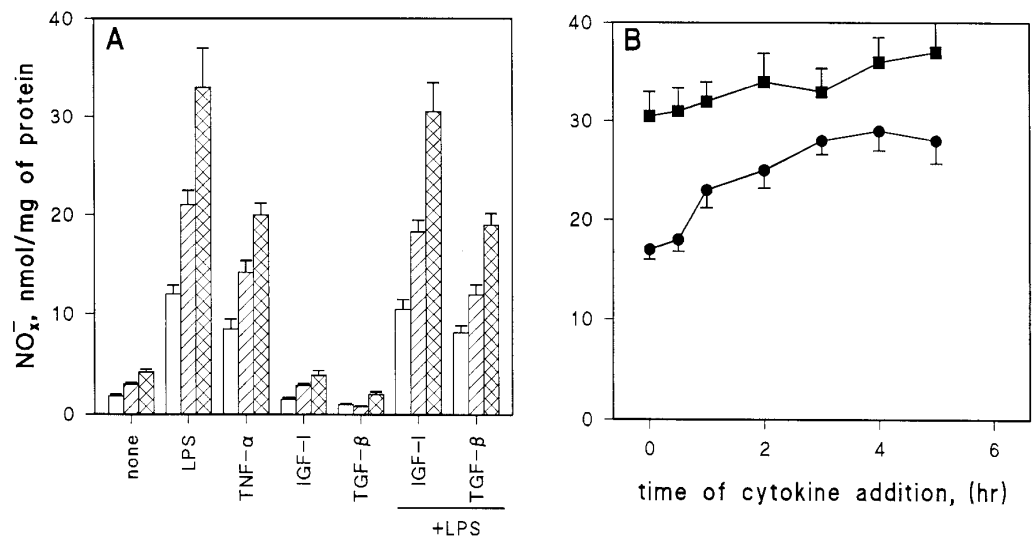 A
NOx⁻, nmol/mg of protein
40
30
20
10
0
none
LPS
TNF-α
IGF-I
TGF-β
IGF-I
TGF-β
+LPS
B
40
30
20
10
0
0 2 4 6
time of cytokine addition, (hr)